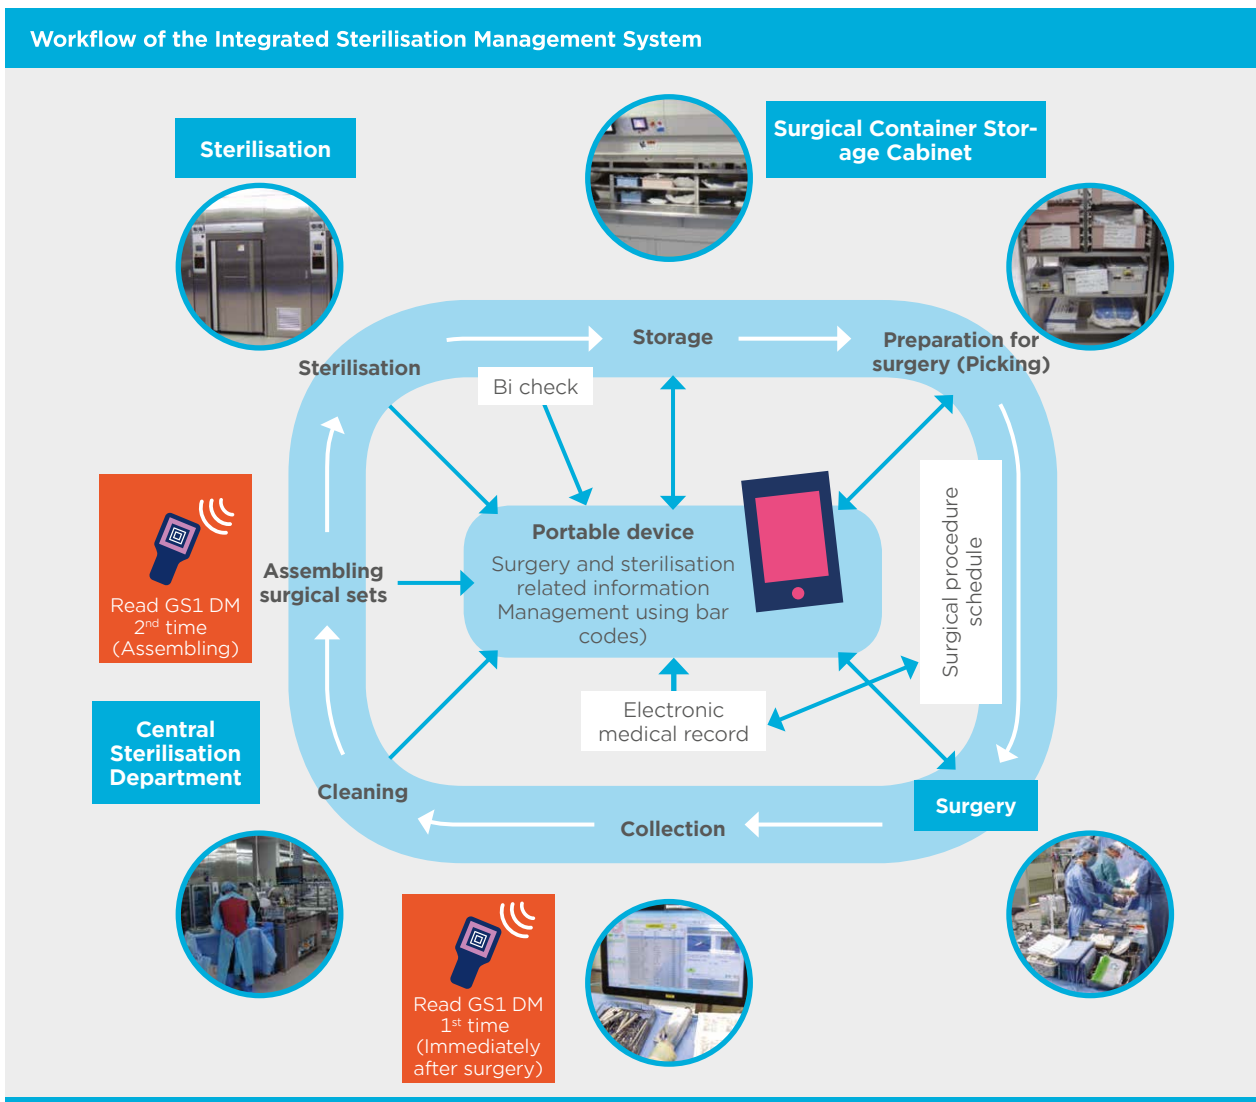 Workflow of the Integrated Sterilisation Management System
Sterilisation
Surgical Container Stor-
age Cabinet
Storage
Preparation for
surgery (Picking)
Sterilisation
Bi check
Surgical procedure
schedule
Portable device
Surgery and sterilisation
related information
Management using bar
codes)
Assembling
surgical sets
Read GS1 DM
2nd time
(Assembling)
Electronic
medical record
Central
Sterilisation
Department
Cleaning
Collection
Surgery
Read GS1 DM
1st time
(Immediately
after surgery)